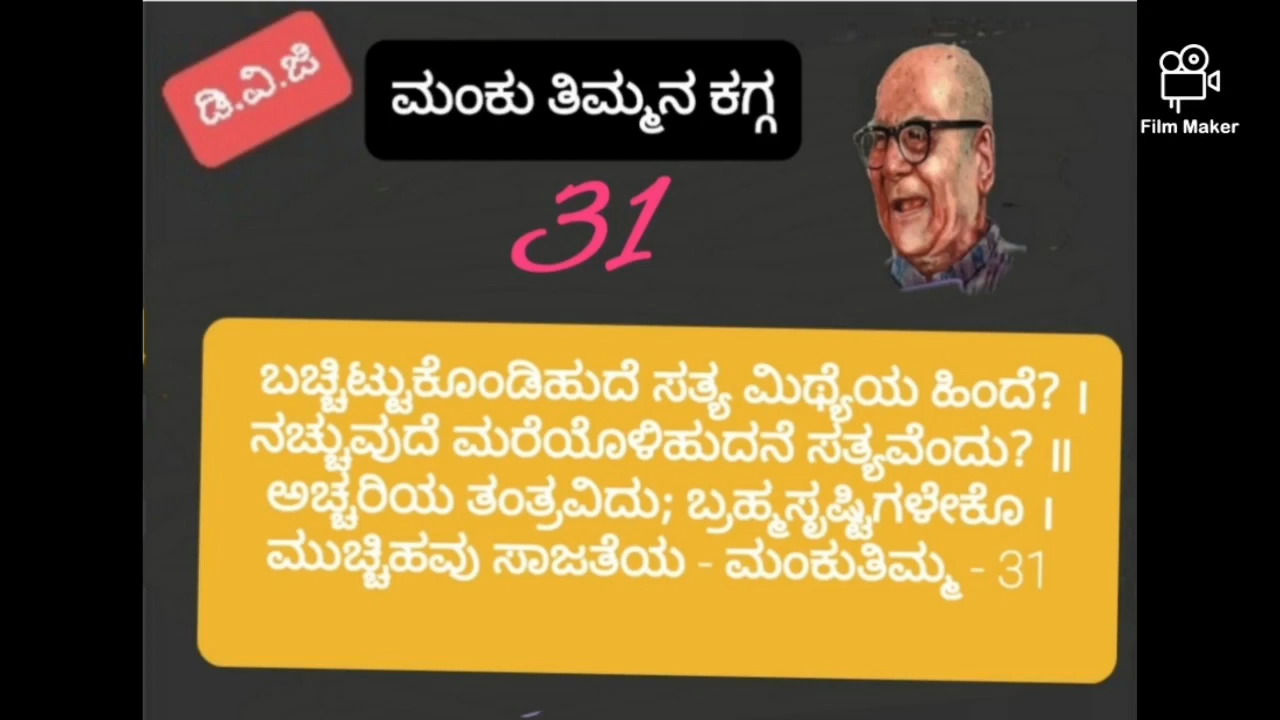 ಡಿ.ವಿ.ಜಿ
ಮಂಕು ತಿಮ್ಮನ ಕಗ್ಗ
Film Maker
31
ಬಚ್ಚಿಟ್ಟುಕೊಂಡಿಹುದೆ ಸತ್ಯ ಮಿಥ್ಯೆಯ ಹಿಂದೆ? ।
ನಚ್ಚುವುದೆ ಮರೆಯೊಳಿಹುದನೆ ಸತ್ಯವೆಂದು? ॥
ಅಚ್ಚರಿಯ ತಂತ್ರವಿದು; ಬ್ರಹ್ಮಸೃಷ್ಟಿಗಳೇಕೊ ।
ಮುಚ್ಚಿಹವು ಸಾಜತೆಯ - ಮಂಕುತಿಮ್ಮ - 31